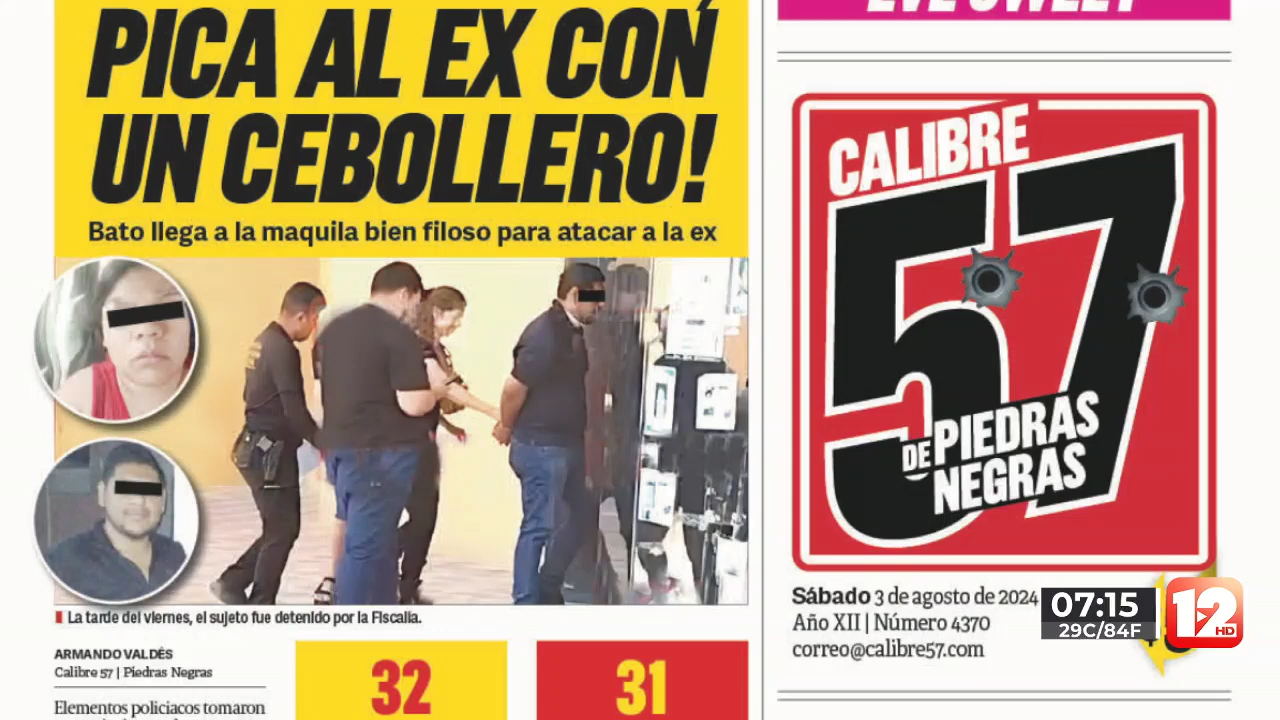 PICA AL EX CON
UN CEBOLLERO!
Bato llega a la maquila bien filoso para atacar a la ex
La tarde del viernes, el sujeto fue detenido por la Fiscalía.
ARMANDO VALDÉS
Calibre 57 | Piedras Negras
Elementos policiacos tomaron
32
31
CALIBRE
57
DE PIEDRAS
NEGRAS
Sábado 3 de agosto de 2024
Año XII | Número 4370
correo@calibre57.com
07:15
29C/84F
12
HD